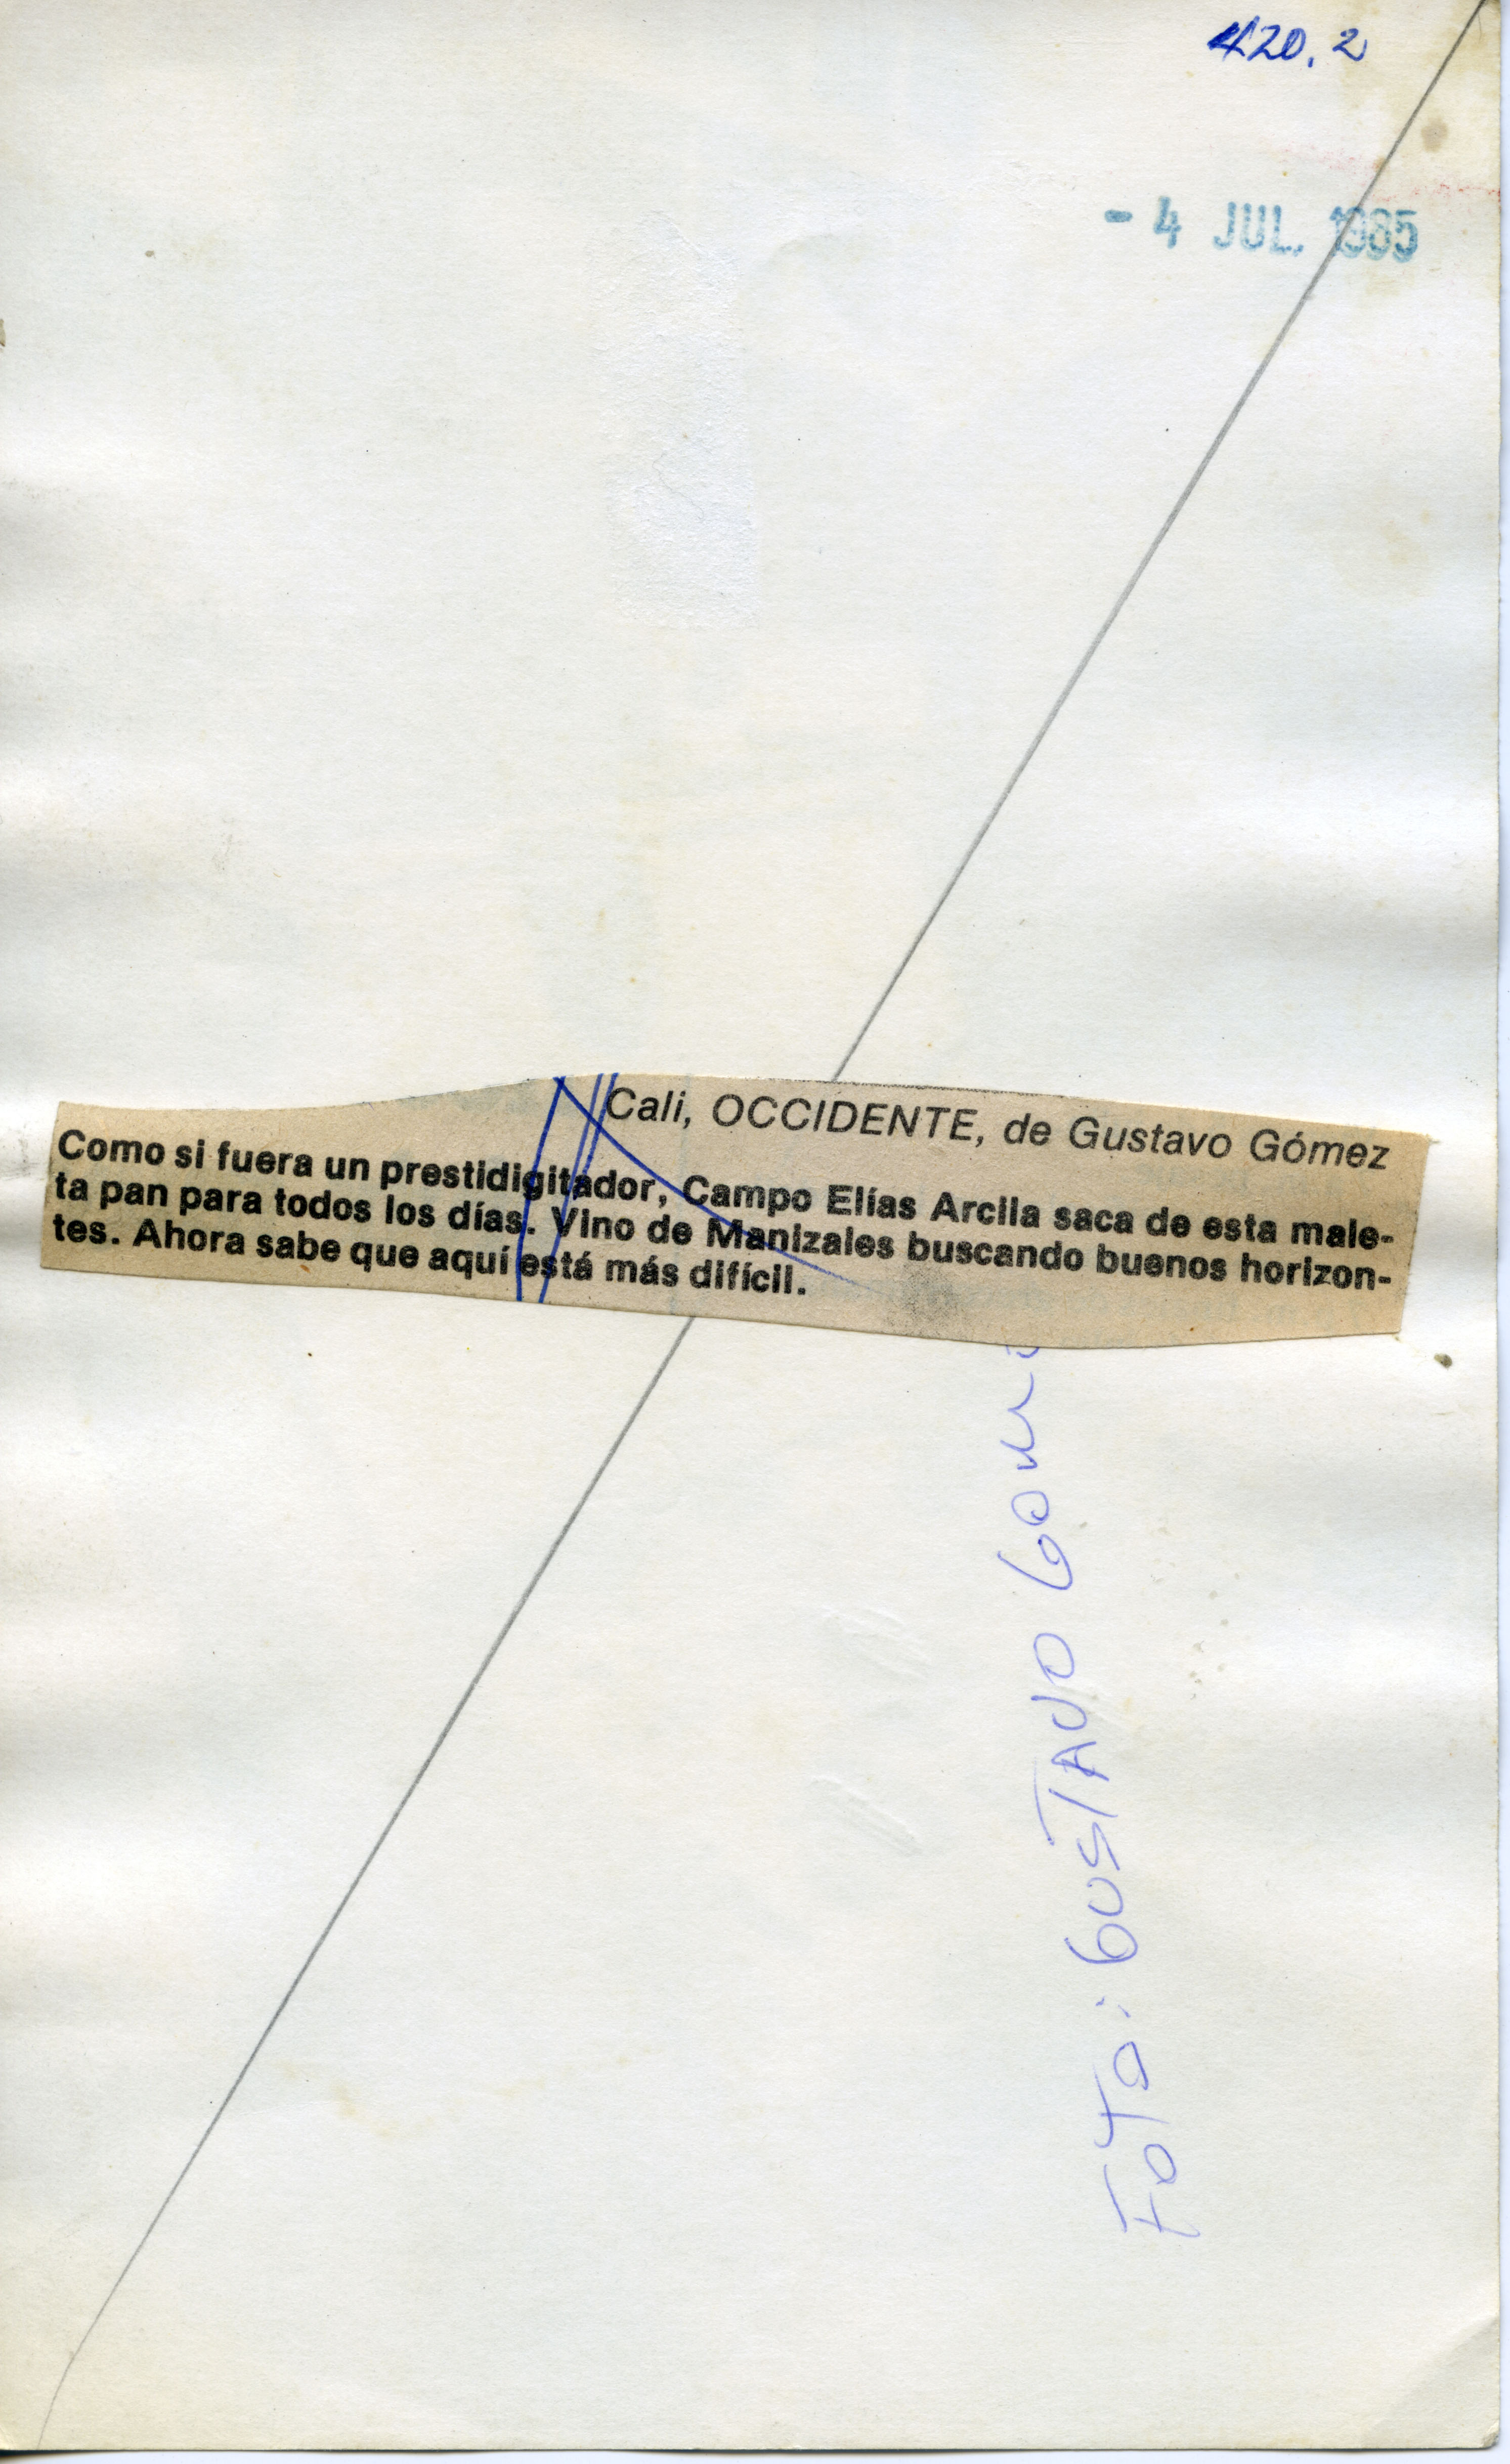 420.2
- 4 JUL. 1985
Cali, OCCIDENTE, de Gustavo Gómez
Como si fuera un prestidigitador, Campo Elías Arcila saca de esta male-
ta pan para todos los días. Vino de Manizales buscando buenos horizon-
tes. Ahora sabe que aquí está más difícil.
FOTO: GUSTAVO